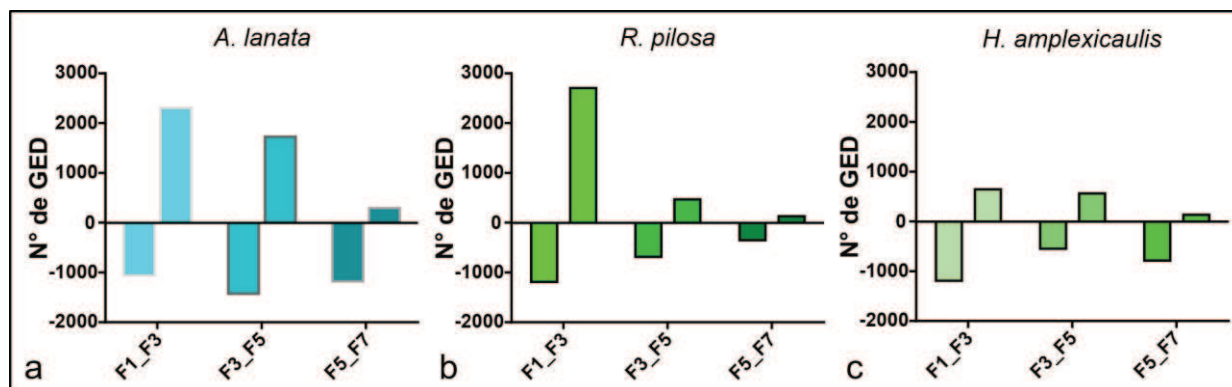 A. lanata
N° de GED
3000
2000
1000
0
-1000
-2000
F1_F3
F3_F5
F5_F7
a
R. pilosa
N° de GED
3000
2000
1000
0
-1000
-2000
F1_F3
F3_F5
F5_F7
b
H. amplexicaulis
N° de GED
3000
2000
1000
0
-1000
-2000
F1_F3
F3_F5
F5_F7
c